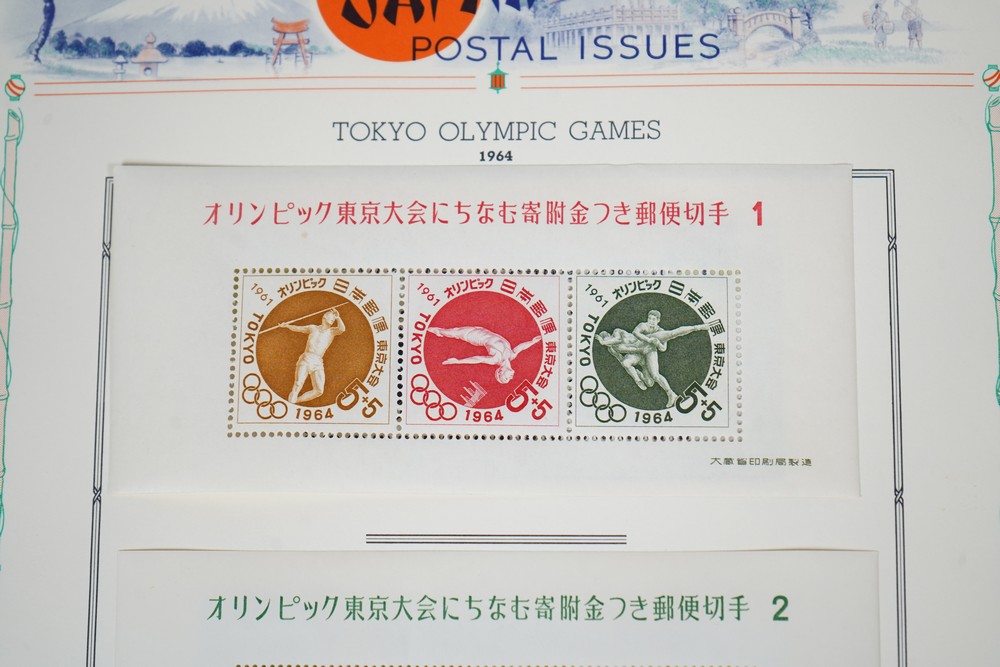 JAPAN
POSTAL ISSUES
TOKYO OLYMPIC GAMES
1964
オリンピック東京大会にちなむ寄附金つき郵便切手 1
1961 オリンピック 日本郵便
TOKYO 東京大会
1964 5+5
1961 オリンピック 日本郵便
TOKYO 東京大会
1964 5+5
1961 オリンピック 日本郵便
TOKYO 東京大会
1964 5+5
大蔵省印刷局製造
オリンピック東京大会にちなむ寄附金つき郵便切手 2